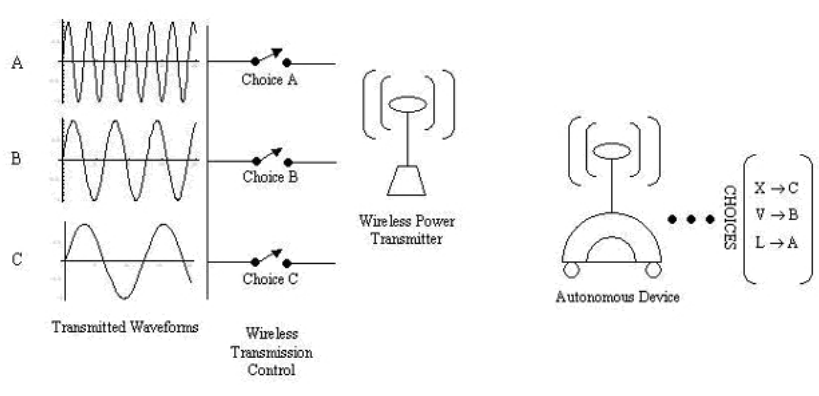 A
Choice A
B
Choice B
C
Choice C
Transmitted Waveforms
Wireless
Transmission
Control
Wireless Power
Transmitter
Autonomous Device
CHOICES
X → C
V → B
L → A